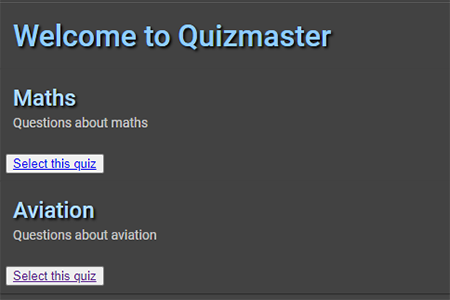 Welcome to Quizmaster
Maths
Questions about maths
Select this quiz
Aviation
Questions about aviation
Select this quiz